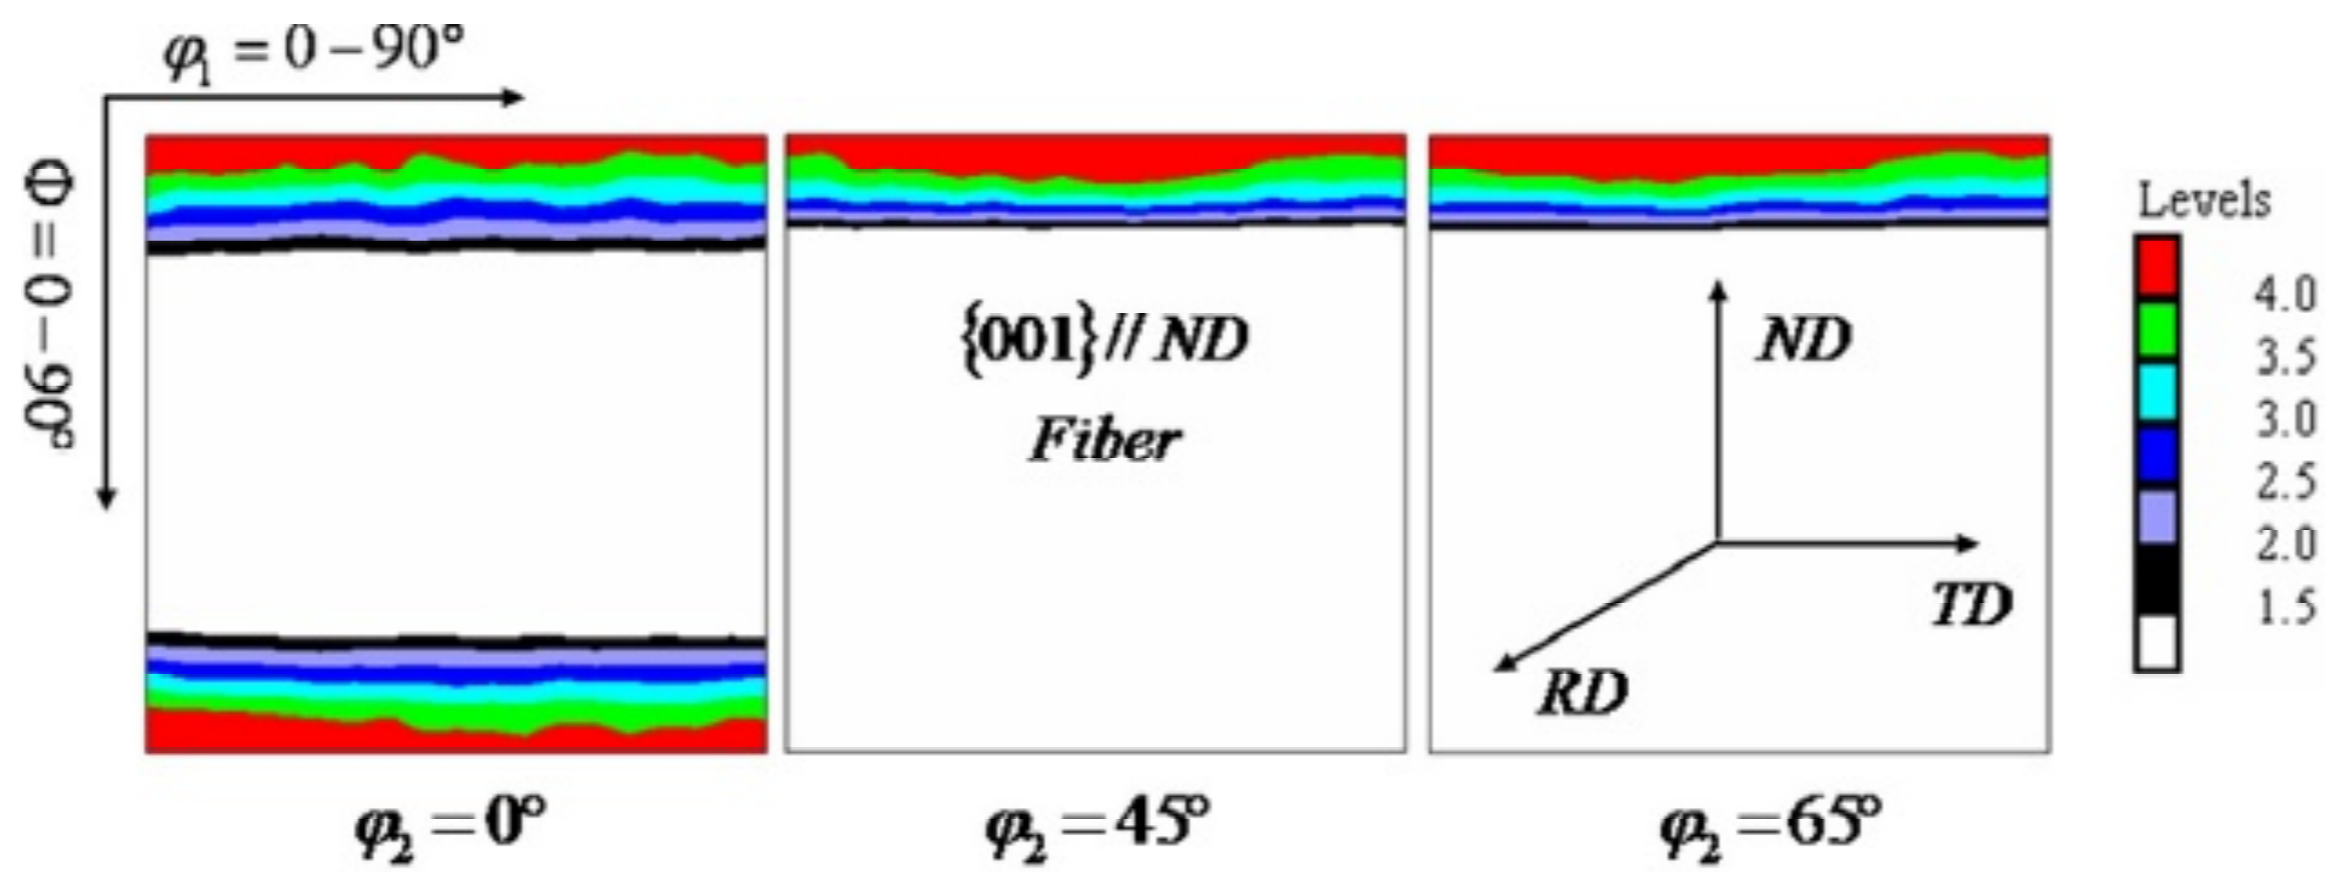 φ₁ = 0 – 90°
Φ = 0 – 90°
{001} // ND
Fiber
ND
TD
RD
Levels
4.0
3.5
3.0
2.5
2.0
1.5
φ₂ = 0°
φ₂ = 45°
φ₂ = 65°